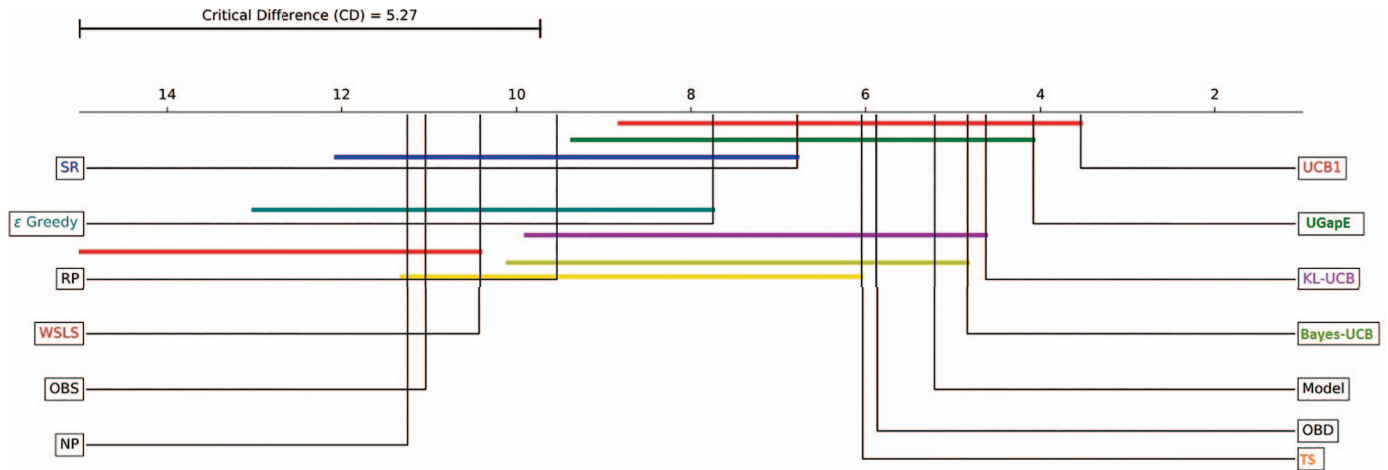 Critical Difference (CD) = 5.27
14 12 10 8 6 4 2
SR
UCB1
ε Greedy
UGapE
RP
KL-UCB
WSLS
Bayes-UCB
OBS
Model
OBD
NP
TS